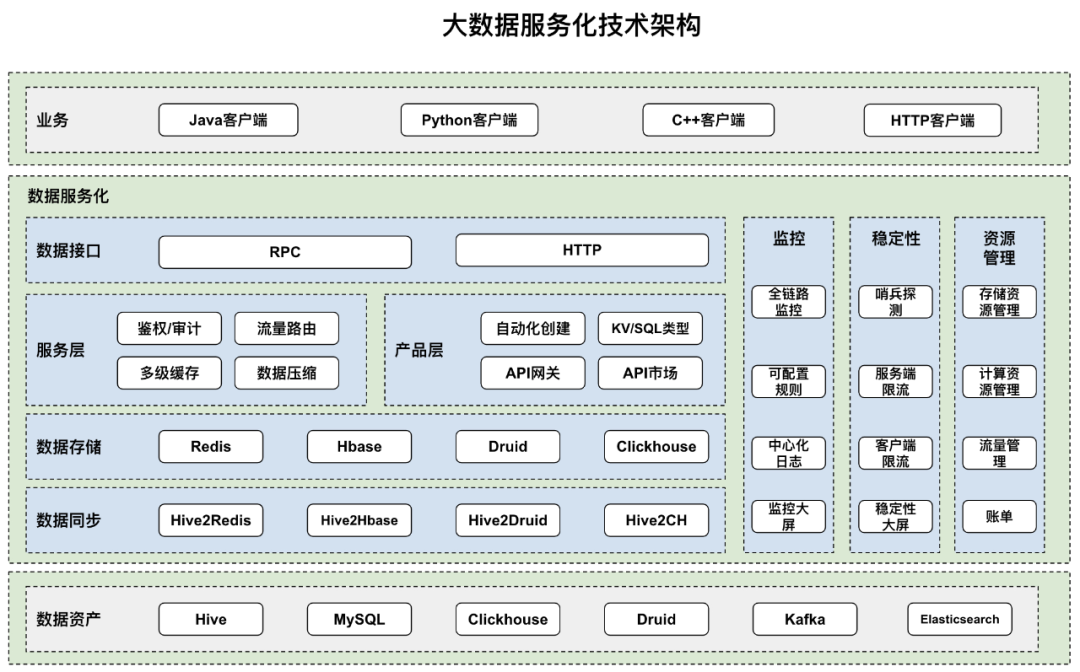 大数据服务化技术架构
业务
Java客户端
Python客户端
C++客户端
HTTP客户端
数据服务化
数据接口
RPC
HTTP
服务层
鉴权/审计
流量路由
多级缓存
数据压缩
产品层
自动化创建
KV/SQL类型
API网关
API市场
数据存储
Redis
Hbase
Druid
Clickhouse
数据同步
Hive2Redis
Hive2Hbase
Hive2Druid
Hive2CH
监控
全链路
监控
可配置
规则
中心化
日志
监控大
屏
稳定性
哨兵探
测
服务端
限流
客户端
限流
稳定性
大屏
资源
管理
存储资
源管理
计算资
源管理
流量管
理
账单
数据资产
Hive
MySQL
Clickhouse
Druid
Kafka
Elasticsearch